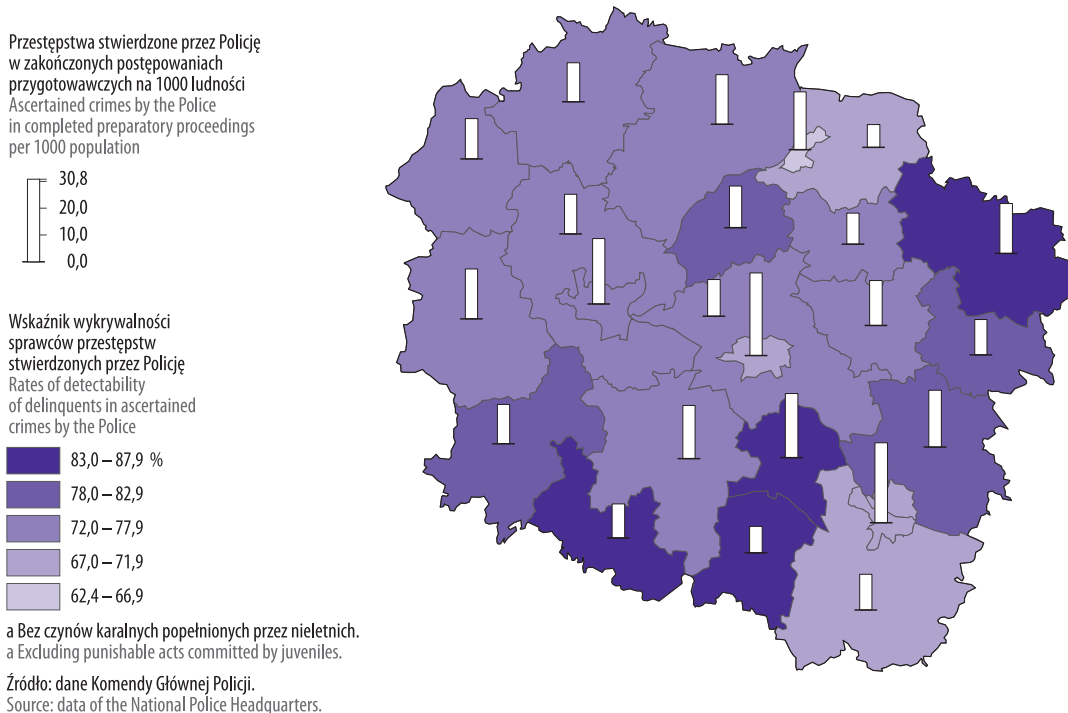 Przestępstwa stwierdzone przez Policję
w zakończonych postępowaniach
przygotowawczych na 1000 ludności
Ascertained crimes by the Police
in completed preparatory proceedings
per 1000 population
30,8
20,0
10,0
0,0
Wskaźnik wykrywalności
sprawców przestępstw
stwierdzonych przez Policję
Rates of detectability
of delinquents in ascertained
crimes by the Police
83,0 – 87,9 %
78,0 – 82,9
72,0 – 77,9
67,0 – 71,9
62,4 – 66,9
a Bez czynów karalnych popełnionych przez nieletnich.
a Excluding punishable acts committed by juveniles.
Źródło: dane Komendy Głównej Policji.
Source: data of the National Police Headquarters.